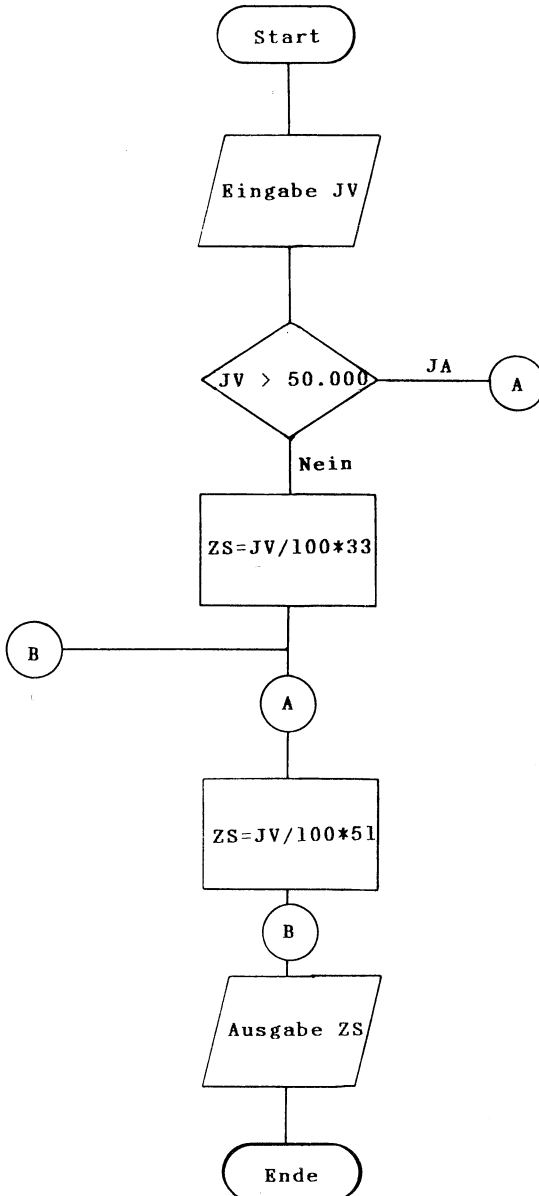 Start
Eingabe JV
JV > 50.000
JA
A
Nein
ZS=JV/100*33
B
A
ZS=JV/100*51
B
Ausgabe ZS
Ende